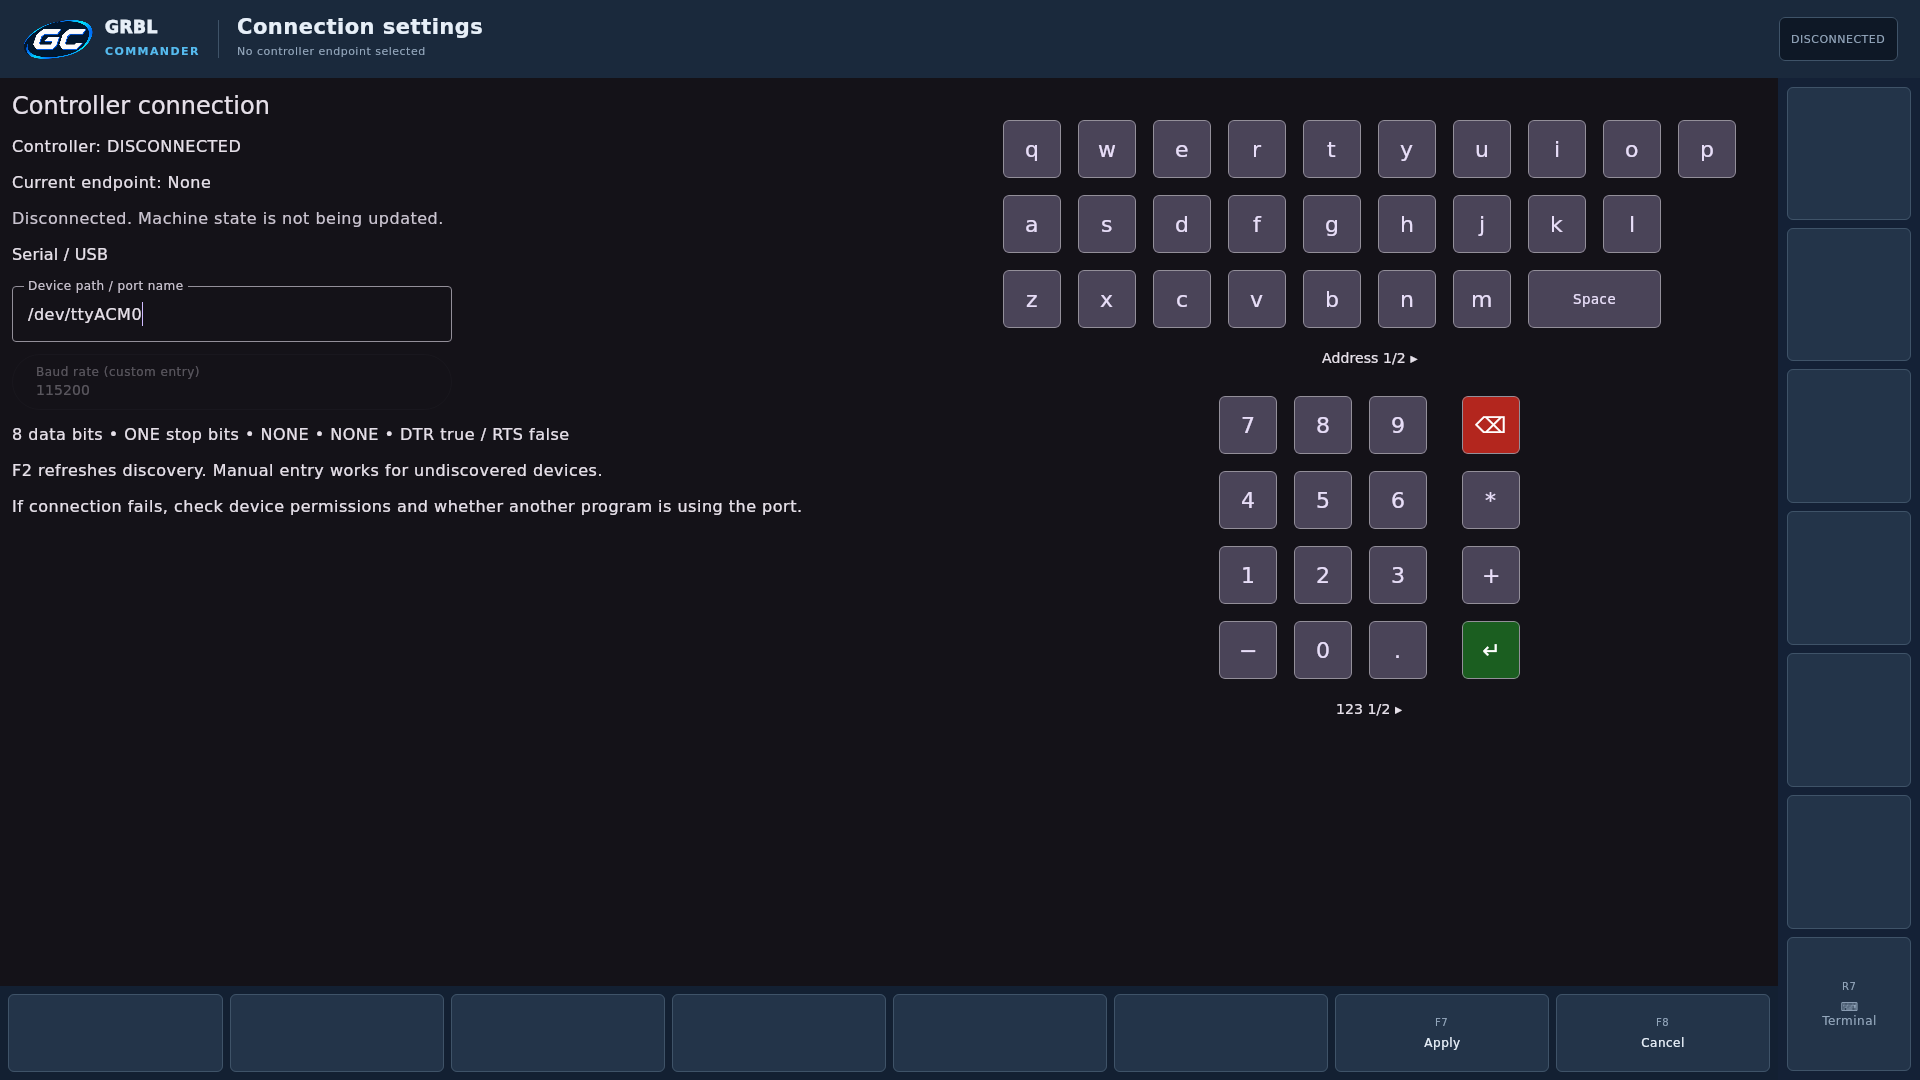 GC
GRBL
COMMANDER
Connection settings
No controller endpoint selected
DISCONNECTED
Controller connection
Controller: DISCONNECTED
Current endpoint: None
Disconnected. Machine state is not being updated.
Serial / USB
Device path / port name
/dev/ttyACM0
Baud rate (custom entry)
115200
8 data bits • ONE stop bits • NONE • NONE • DTR true / RTS false
F2 refreshes discovery. Manual entry works for undiscovered devices.
If connection fails, check device permissions and whether another program is using the port.
q w e r t y u i o p
a s d f g h j k l
z x c v b n m Space
Address 1/2 ▸
7 8 9 ⌫
4 5 6 *
1 2 3 +
− 0 . ↵
123 1/2 ▸
F7
Apply
F8
Cancel
R7
⌨
Terminal